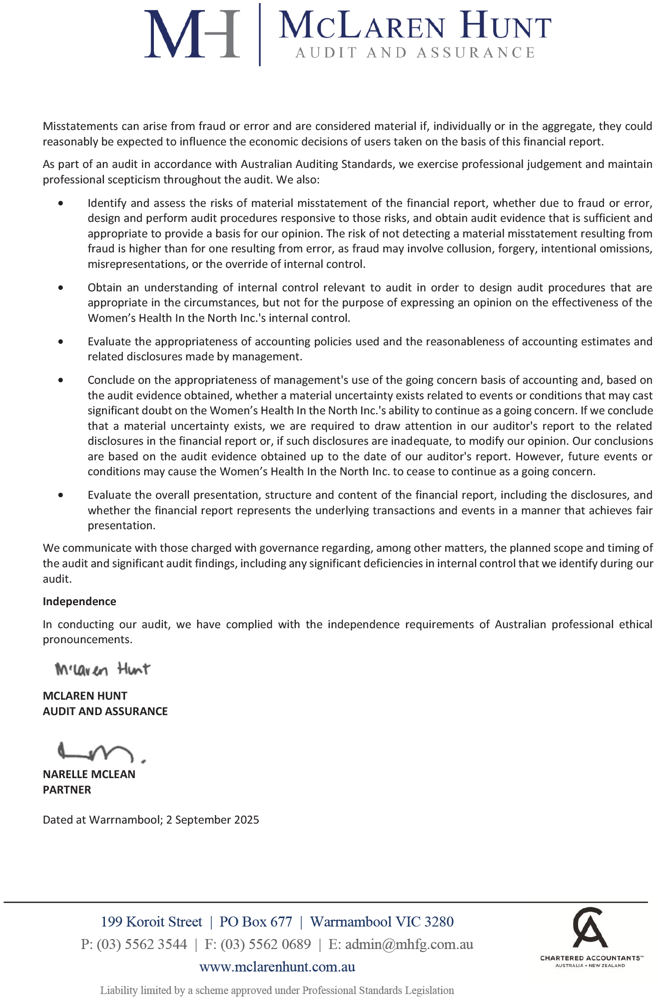 MH
McLaren Hunt
AUDIT AND ASSURANCE
Misstatements can arise from fraud or error and are considered material if, individually or in the aggregate, they could
reasonably be expected to influence the economic decisions of users taken on the basis of this financial report.
As part of an audit in accordance with Australian Auditing Standards, we exercise professional judgement and maintain
professional scepticism throughout the audit. We also:
• Identify and assess the risks of material misstatement of the financial report, whether due to fraud or error,
design and perform audit procedures responsive to those risks, and obtain audit evidence that is sufficient and
appropriate to provide a basis for our opinion. The risk of not detecting a material misstatement resulting from
fraud is higher than for one resulting from error, as fraud may involve collusion, forgery, intentional omissions,
misrepresentations, or the override of internal control.
• Obtain an understanding of internal control relevant to audit in order to design audit procedures that are
appropriate in the circumstances, but not for the purpose of expressing an opinion on the effectiveness of the
Women’s Health In the North Inc.'s internal control.
• Evaluate the appropriateness of accounting policies used and the reasonableness of accounting estimates and
related disclosures made by management.
• Conclude on the appropriateness of management's use of the going concern basis of accounting and, based on
the audit evidence obtained, whether a material uncertainty exists related to events or conditions that may cast
significant doubt on the Women’s Health In the North Inc.'s ability to continue as a going concern. If we conclude
that a material uncertainty exists, we are required to draw attention in our auditor's report to the related
disclosures in the financial report or, if such disclosures are inadequate, to modify our opinion. Our conclusions
are based on the audit evidence obtained up to the date of our auditor's report. However, future events or
conditions may cause the Women’s Health In the North Inc. to cease to continue as a going concern.
• Evaluate the overall presentation, structure and content of the financial report, including the disclosures, and
whether the financial report represents the underlying transactions and events in a manner that achieves fair
presentation.
We communicate with those charged with governance regarding, among other matters, the planned scope and timing of
the audit and significant audit findings, including any significant deficiencies in internal control that we identify during our
audit.
Independence
In conducting our audit, we have complied with the independence requirements of Australian professional ethical
pronouncements.
McLaren Hunt
MCLAREN HUNT
AUDIT AND ASSURANCE
NARELLE MCLEAN
PARTNER
Dated at Warrnambool; 2 September 2025
199 Koroit Street | PO Box 677 | Warrnambool VIC 3280
P: (03) 5562 3544 | F: (03) 5562 0689 | E: admin@mhfg.com.au
www.mclarenhunt.com.au
Liability limited by a scheme approved under Professional Standards Legislation
CA
CHARTERED ACCOUNTANTS™
AUSTRALIA + NEW ZEALAND